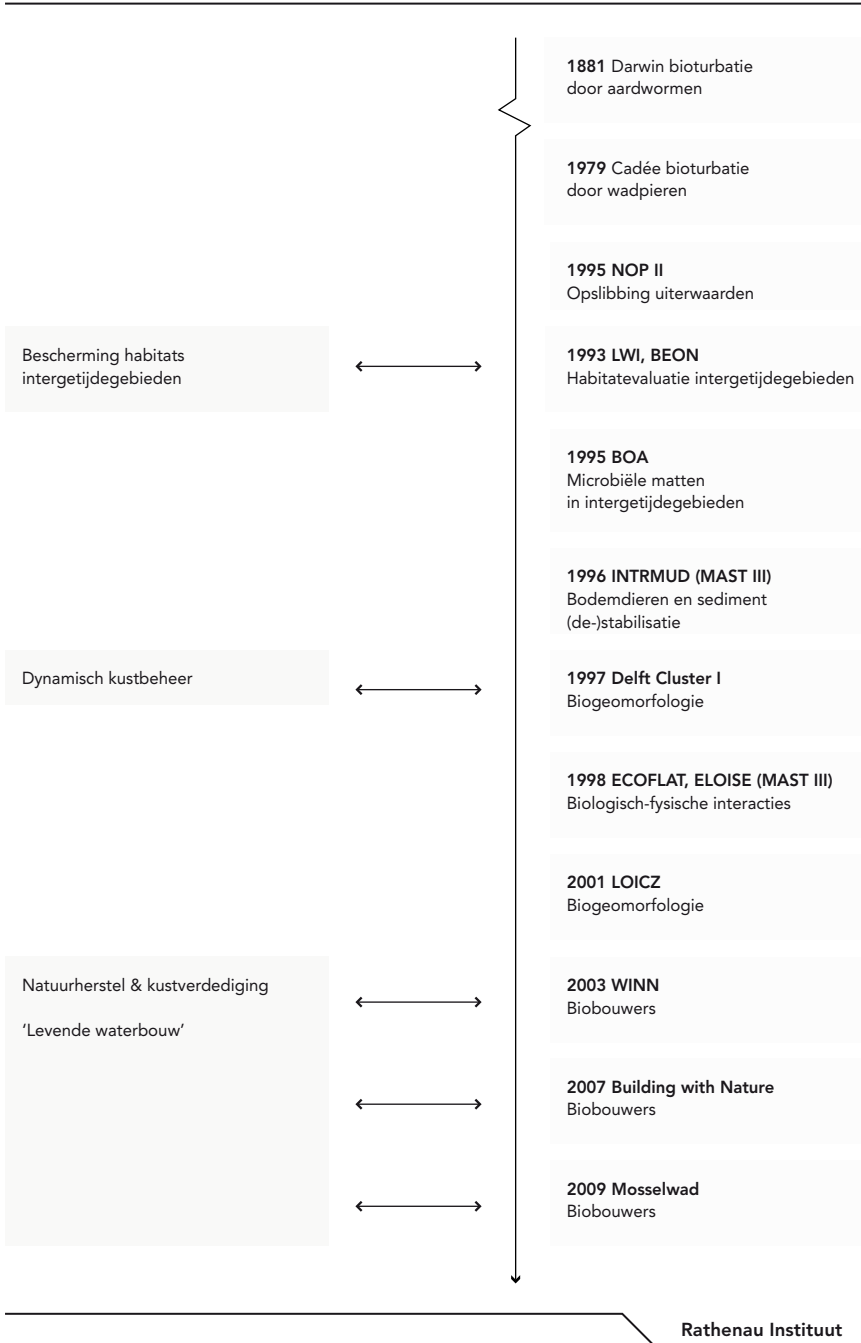 1881 Darwin bioturbatie
door aardwormen
1979 Cadée bioturbatie
door wadpieren
1995 NOP II
Opslibbing uiterwaarden
Bescherming habitats
intergetijdegebieden
1993 LWI, BEON
Habitatevaluatie intergetijdegebieden
1995 BOA
Microbiële matten
in intergetijdegebieden
1996 INTRMUD (MAST III)
Bodemdieren en sediment
(de-)stabilisatie
Dynamisch kustbeheer
1997 Delft Cluster I
Biogeomorfologie
1998 ECOFLAT, ELOISE (MAST III)
Biologisch-fysische interacties
2001 LOICZ
Biogeomorfologie
Natuurherstel & kustverdediging
‘Levende waterbouw’
2003 WINN
Biobouwers
2007 Building with Nature
Biobouwers
2009 Mosselwad
Biobouwers
Rathenau Instituut